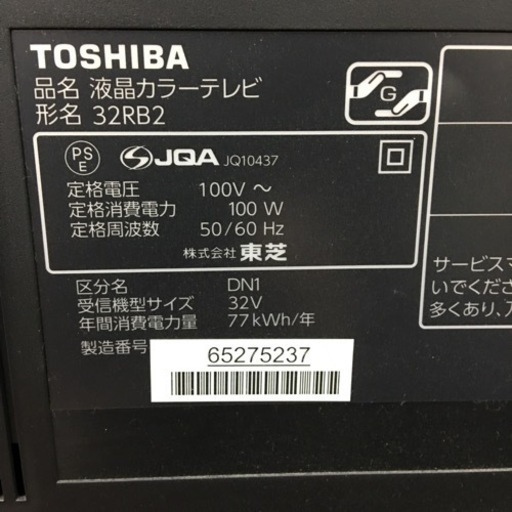 TOSHIBA
品名 液晶カラーテレビ
形名 32RB2
G
PS
E
JQA JQ10437
定格電圧 100V ～
定格消費電力 100 W
定格周波数 50/60 Hz
株式会社 東芝
区分名 DN1
受信機型サイズ 32V
年間消費電力量 77kWh/年
製造番号
65275237
サービスマ
いでくださ
多くあり、